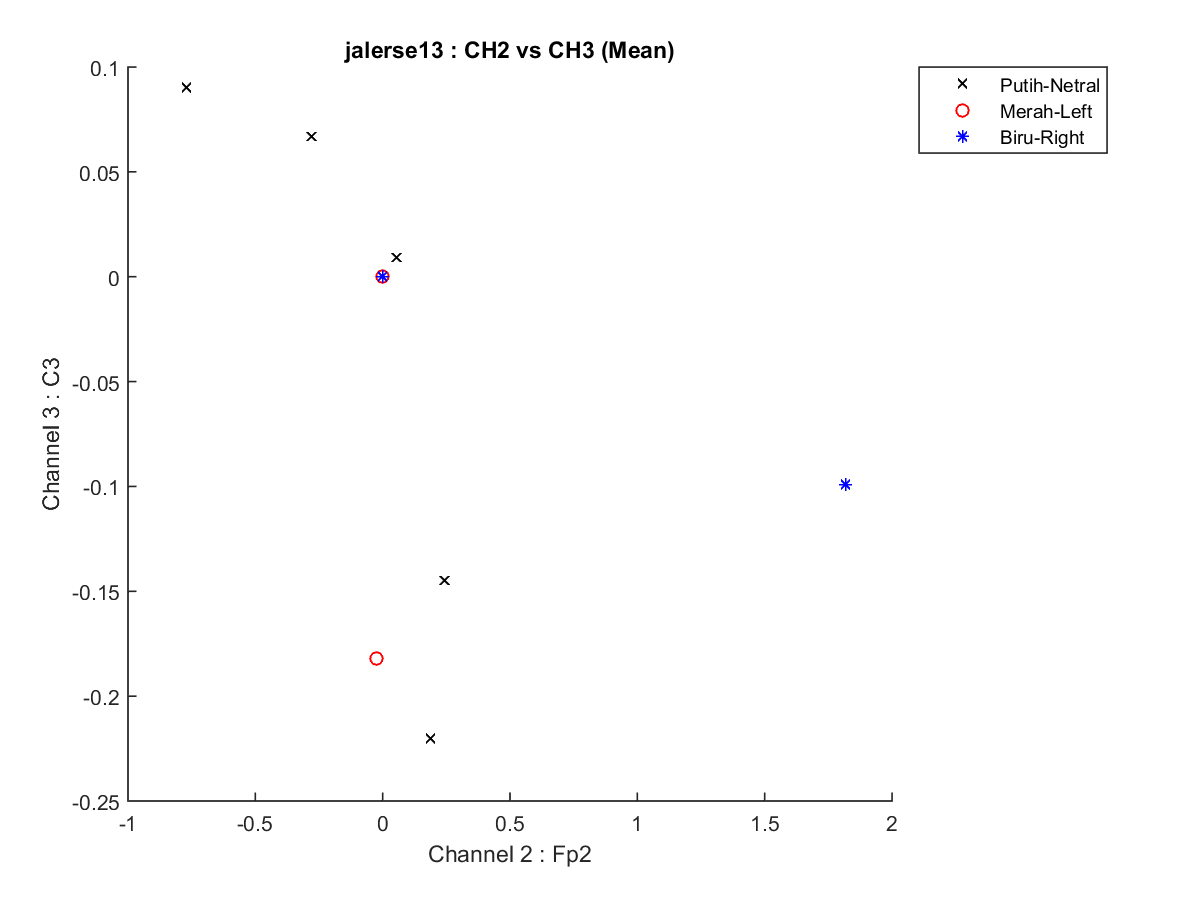 jalerse13 : CH2 vs CH3 (Mean)
Putih-Netral
Merah-Left
Biru-Right
0.1
0.05
0
-0.05
-0.1
-0.15
-0.2
-0.25
Channel 3 : C3
-1
-0.5
0
0.5
1
1.5
2
Channel 2 : Fp2